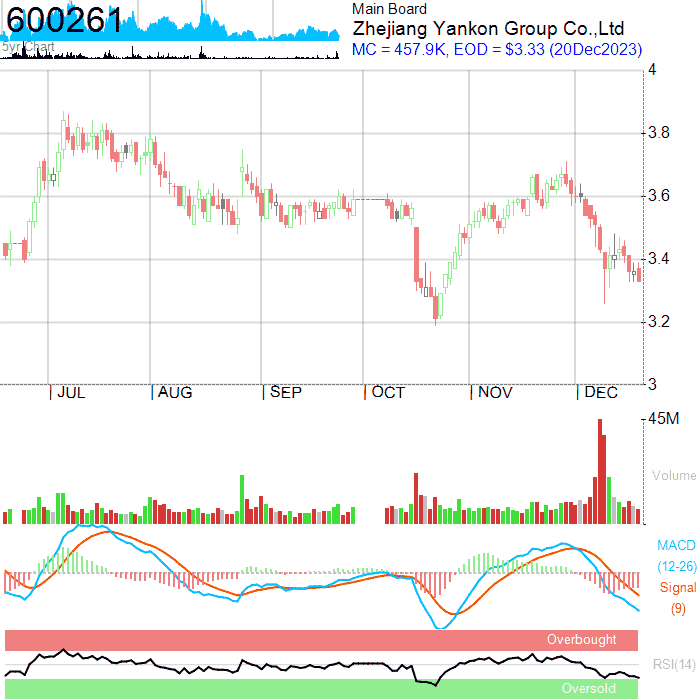 600261
5yr Chart
Main Board
Zhejiang Yankon Group Co.,Ltd
MC = 457.9K, EOD = $3.33 (20Dec2023)
4
3.8
3.6
3.4
3.2
3
JUL AUG SEP OCT NOV DEC
45M
Volume
MACD
(12-26)
Signal
(9)
Overbought
RSI(14)
Oversold